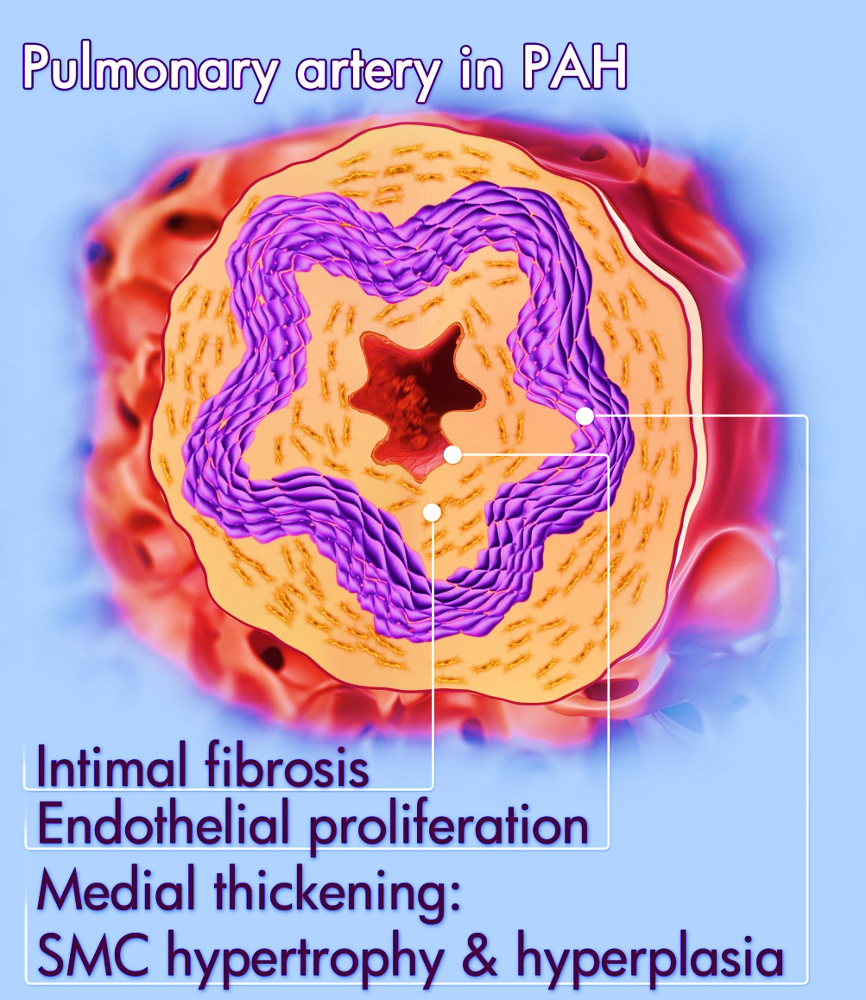 Pulmonary artery in PAH
Intimal fibrosis
Endothelial proliferation
Medial thickening:
SMC hypertrophy & hyperplasia